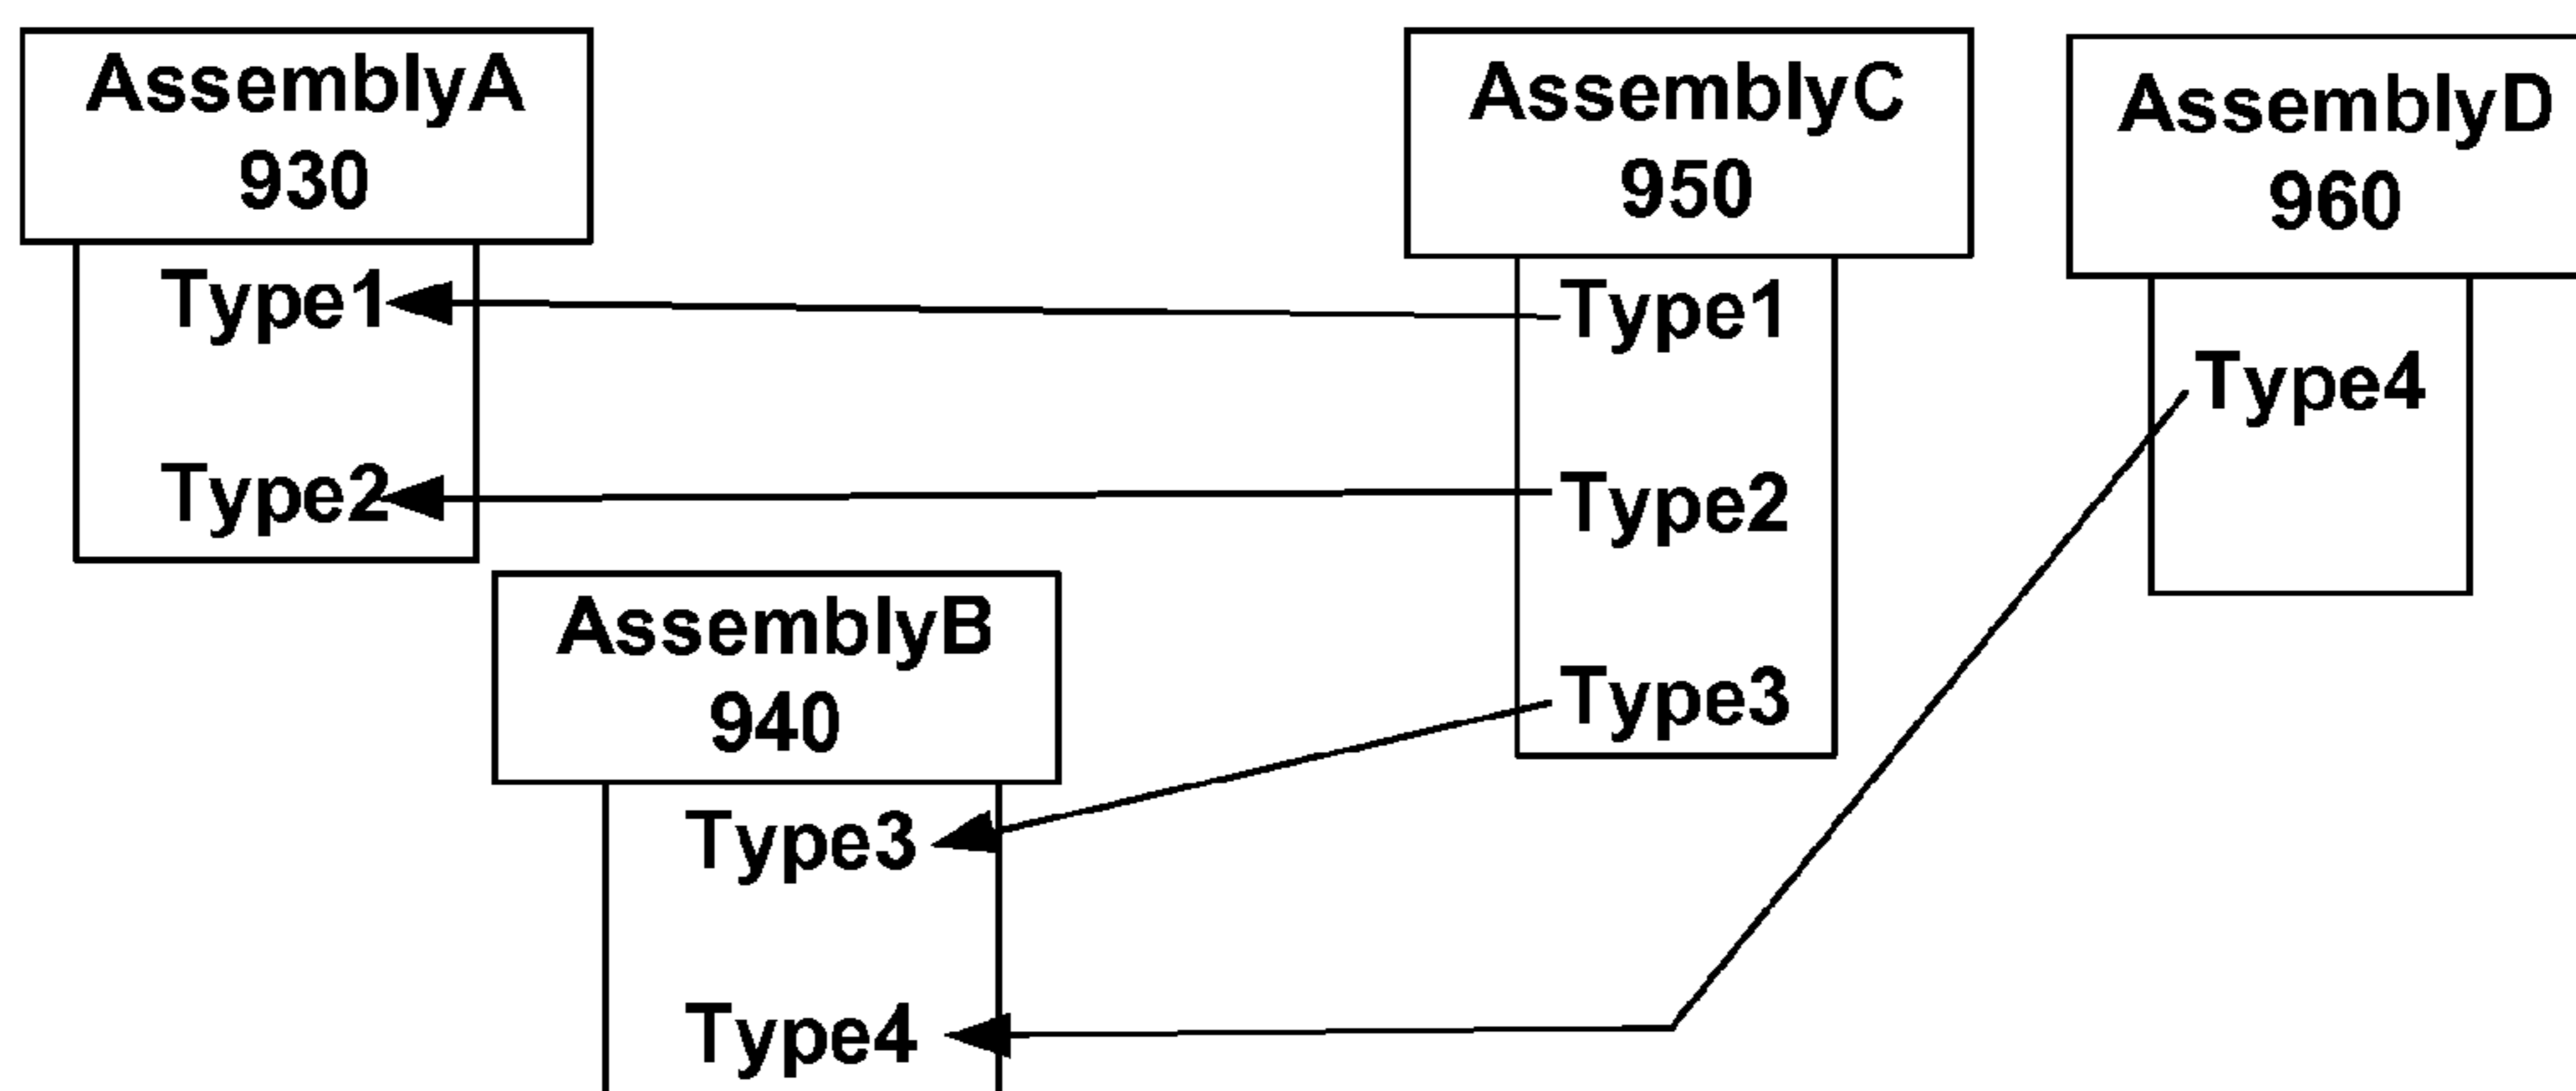 AssemblyA
930
Type1
Type2
AssemblyB
940
Type3
Type4
AssemblyC
950
Type1
Type2
Type3
AssemblyD
960
Type4